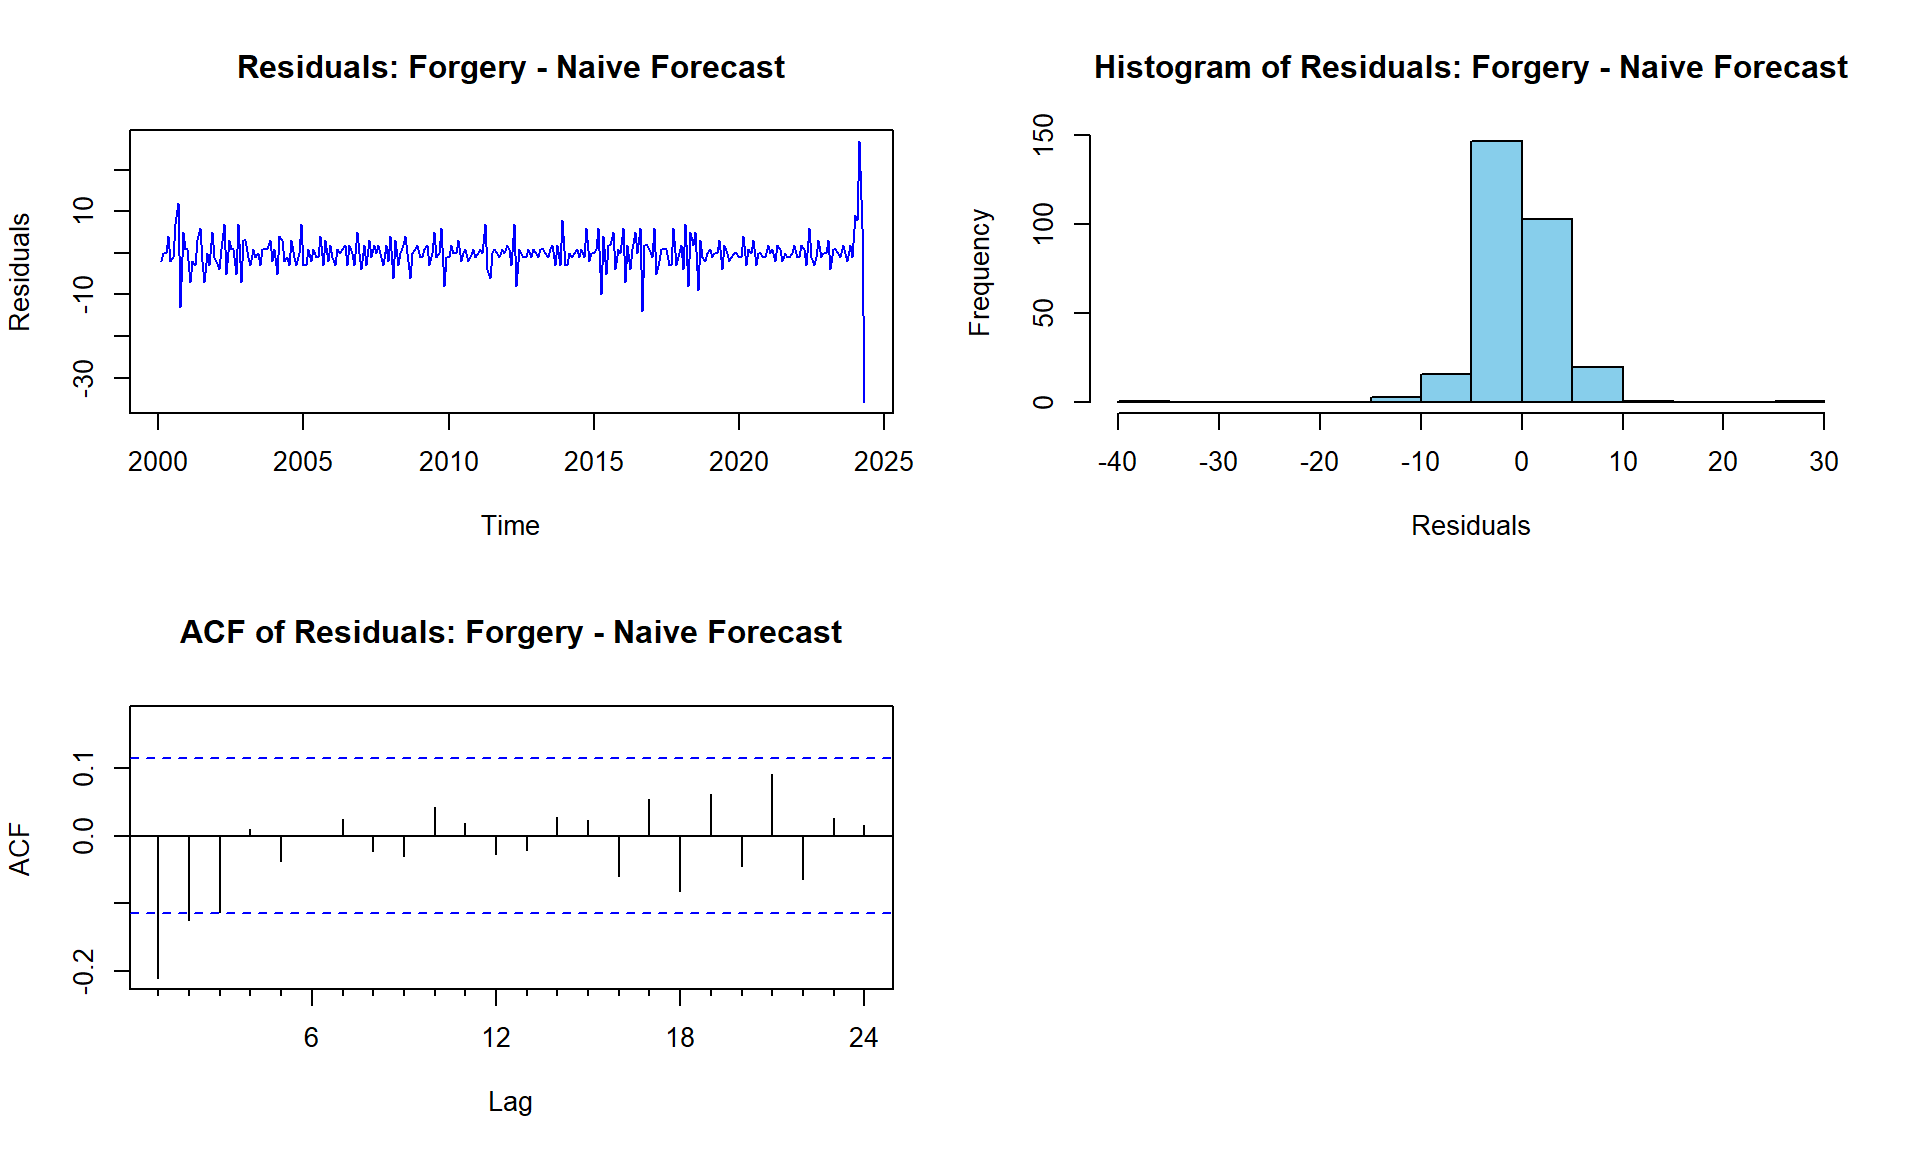 Residuals: Forgery - Naive Forecast
Residuals
10
-10
-30
2000 2005 2010 2015 2020 2025
Time
Histogram of Residuals: Forgery - Naive Forecast
Frequency
150
100
50
0
-40 -30 -20 -10 0 10 20 30
Residuals
ACF of Residuals: Forgery - Naive Forecast
ACF
0.1
0.0
-0.2
6 12 18 24
Lag